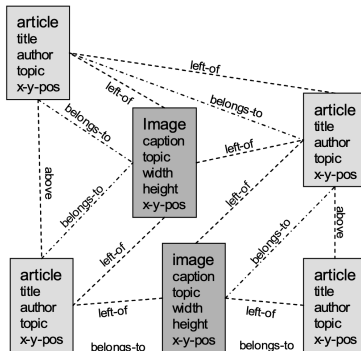 article
title
author
topic
x-y-pos
left-of
left-of
belongs-to
belongs-to
article
title
author
topic
x-y-pos
Image
caption
topic
width
height
x-y-pos
left-of
above
belongs-to
left-of
belongs-to
above
left-of
article
title
author
topic
x-y-pos
image
caption
topic
width
height
x-y-pos
article
title
author
topic
x-y-pos
left-of
left-of
belongs-to
belongs-to